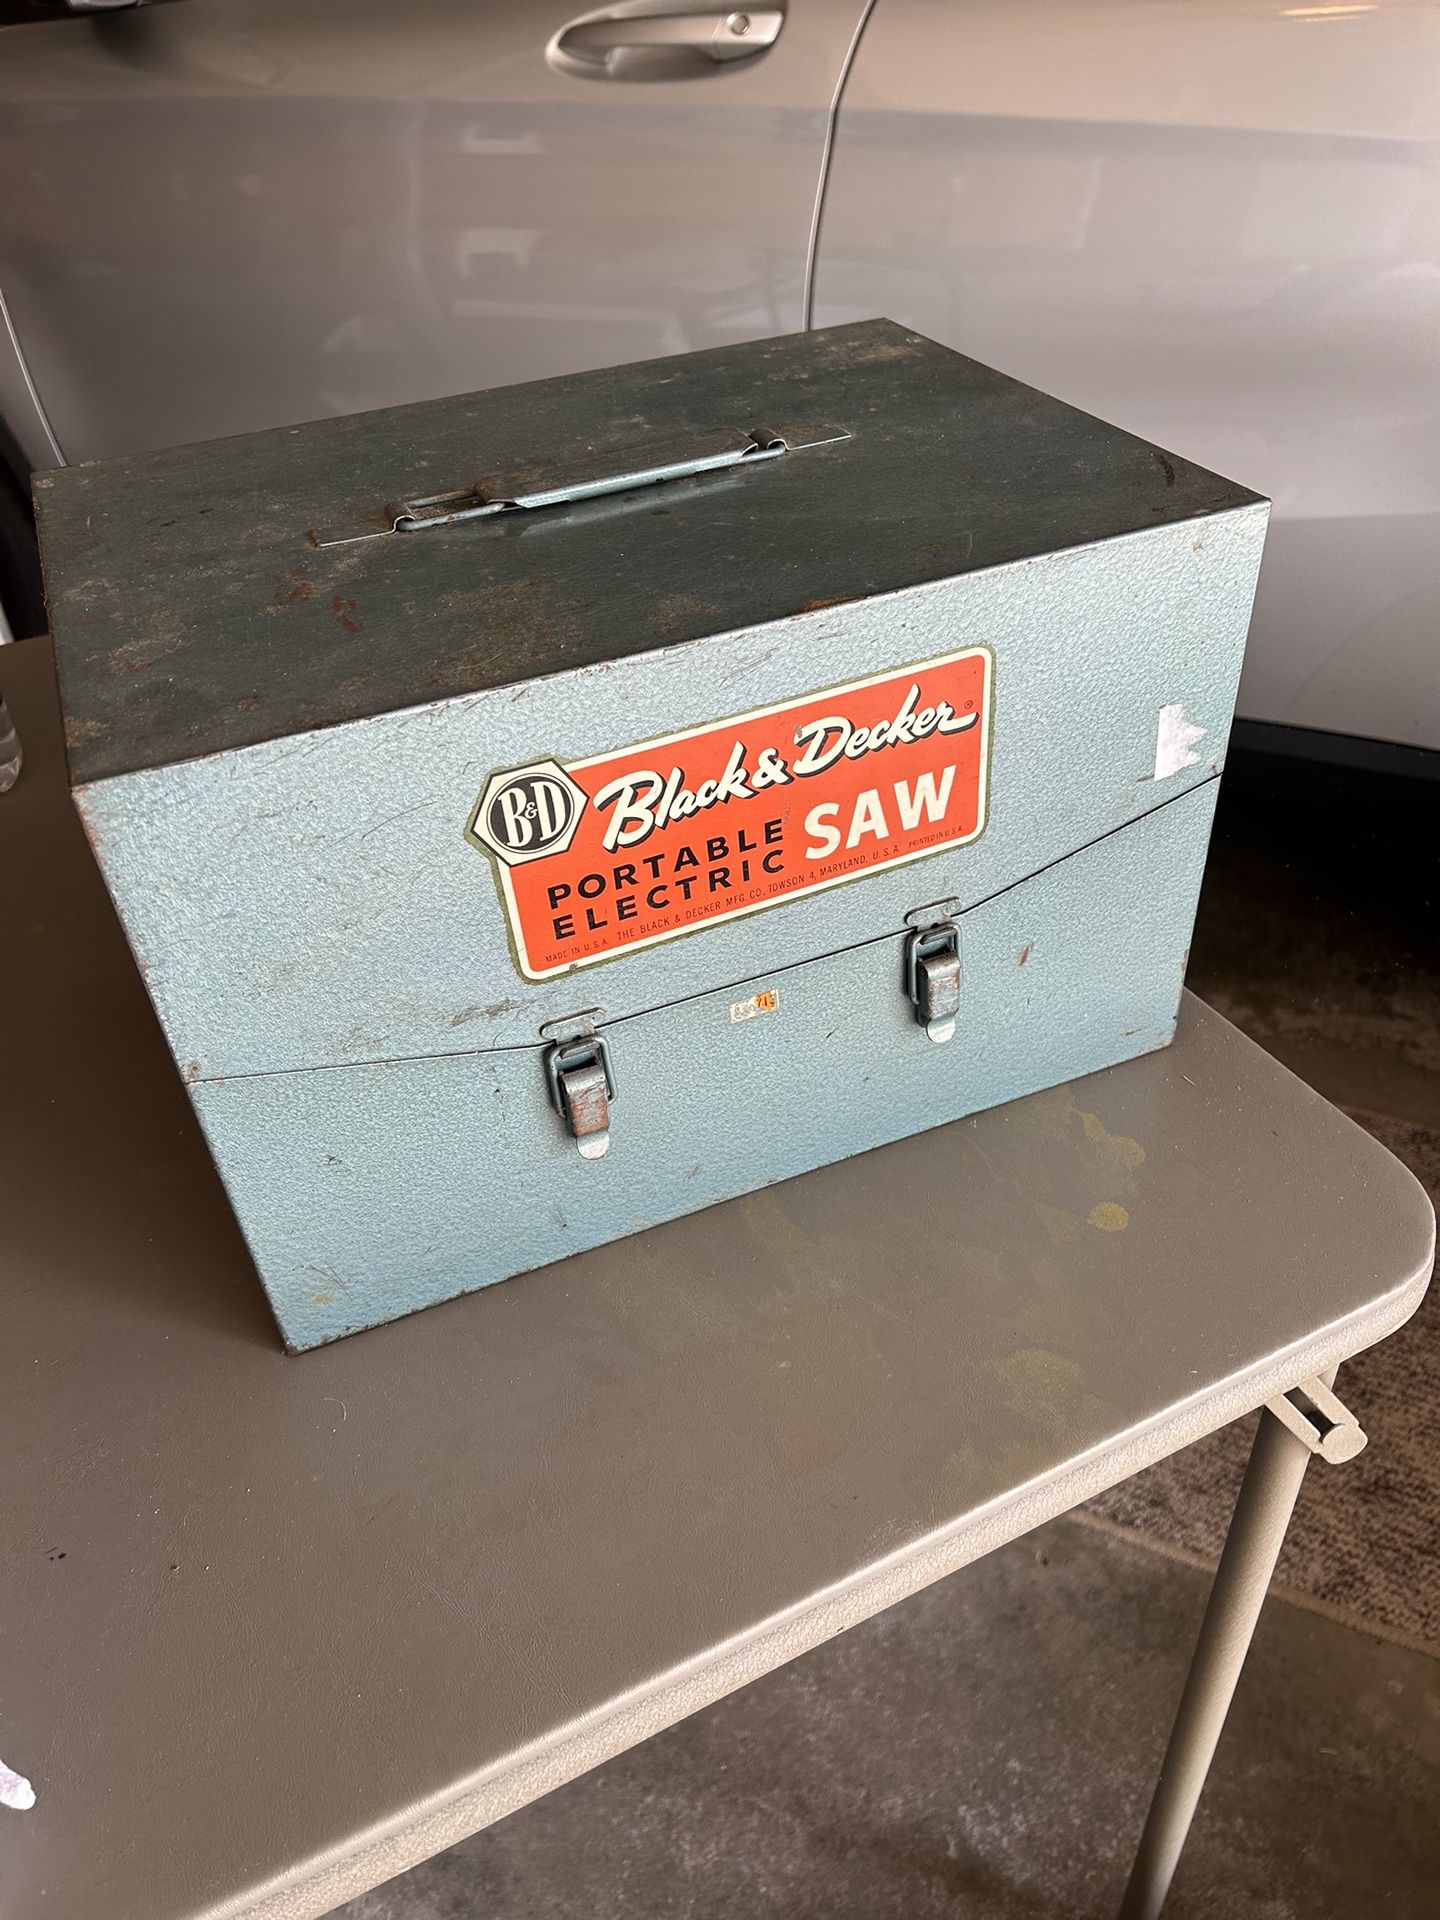 B&D
Black & Decker®
PORTABLE
ELECTRIC
SAW
MADE IN U.S.A. THE BLACK & DECKER MFG. CO., TOWSON 4, MARYLAND, U.S.A. PRINTED IN U.S.A.